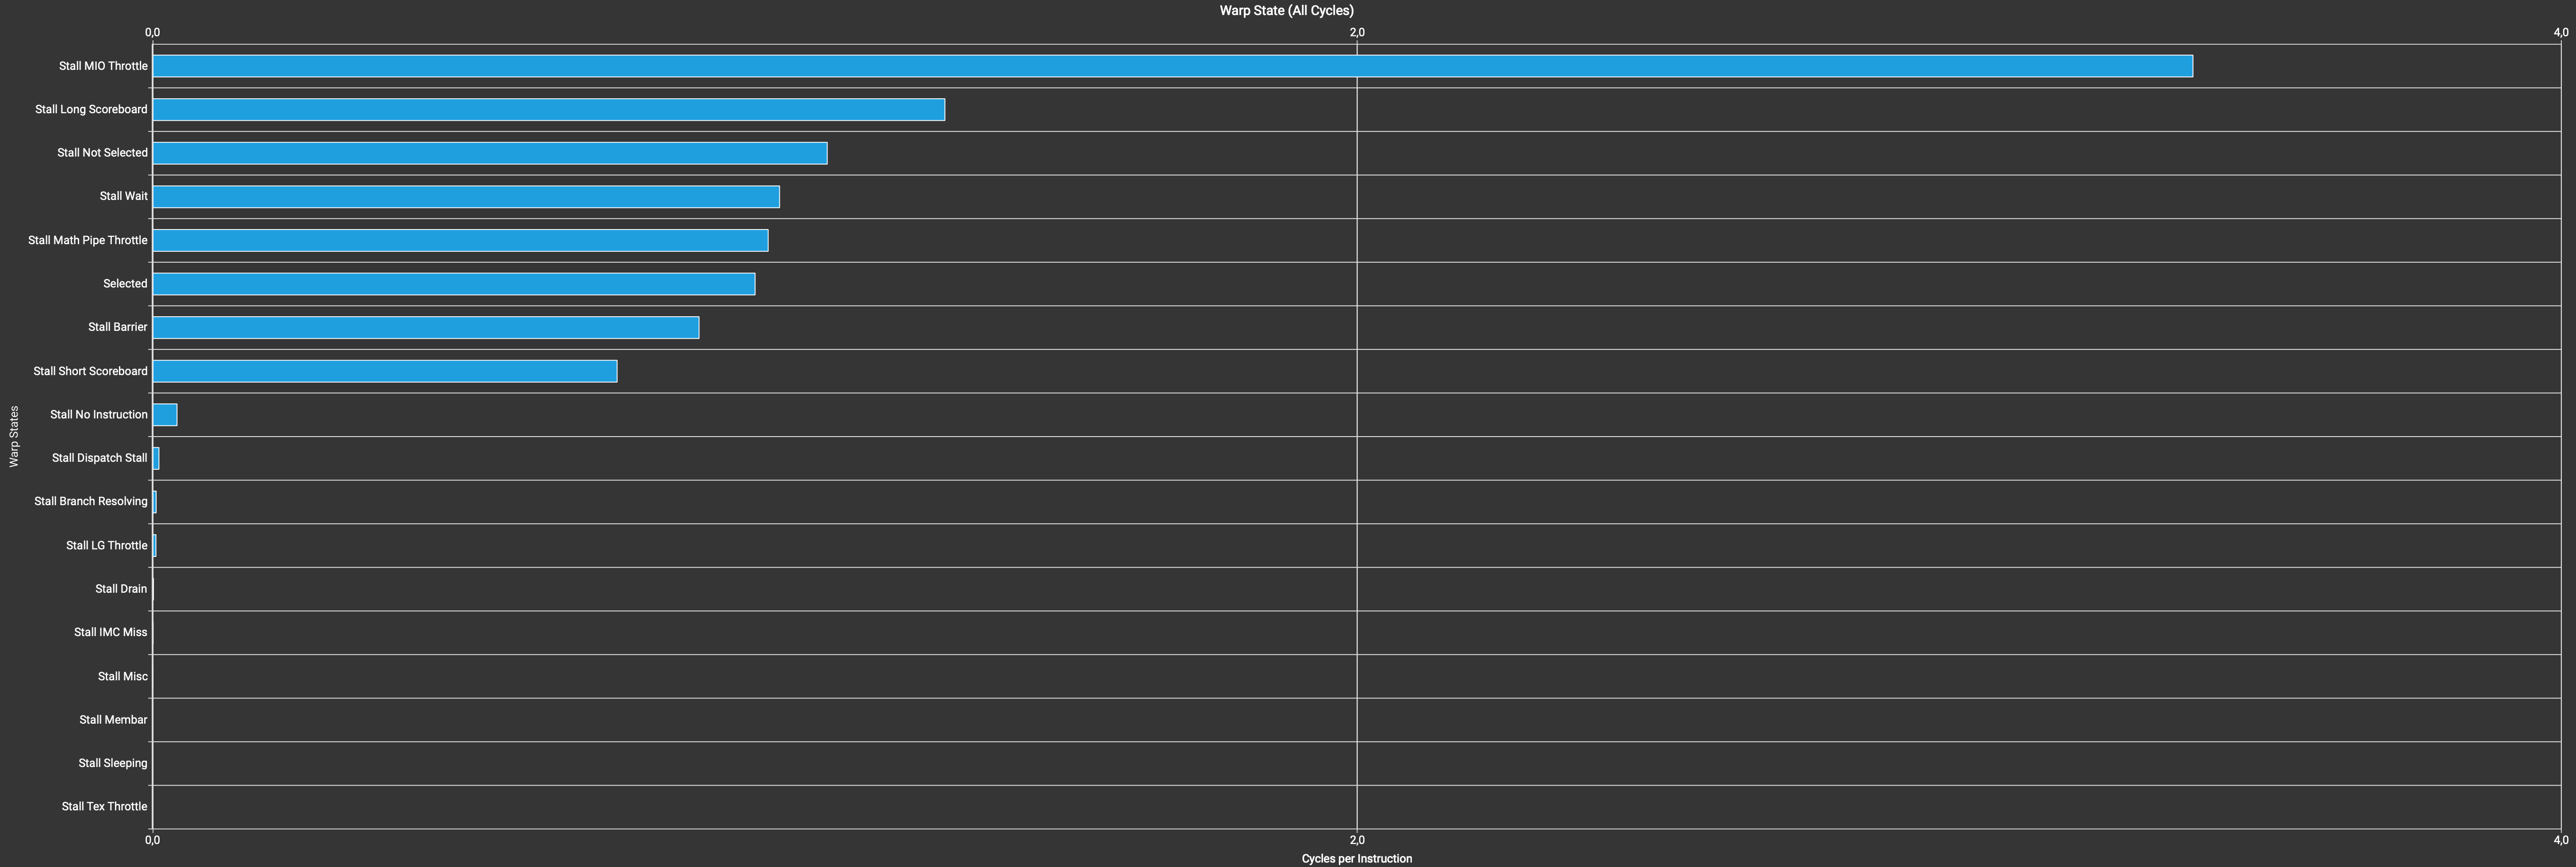 Warp State (All Cycles)
0,0 2,0 4,0
Stall MIO Throttle
Stall Long Scoreboard
Stall Not Selected
Stall Wait
Stall Math Pipe Throttle
Selected
Stall Barrier
Stall Short Scoreboard
Stall No Instruction
Stall Dispatch Stall
Stall Branch Resolving
Stall LG Throttle
Stall Drain
Stall IMC Miss
Stall Misc
Stall Membar
Stall Sleeping
Stall Tex Throttle
Warp States
0,0 2,0 4,0
Cycles per Instruction